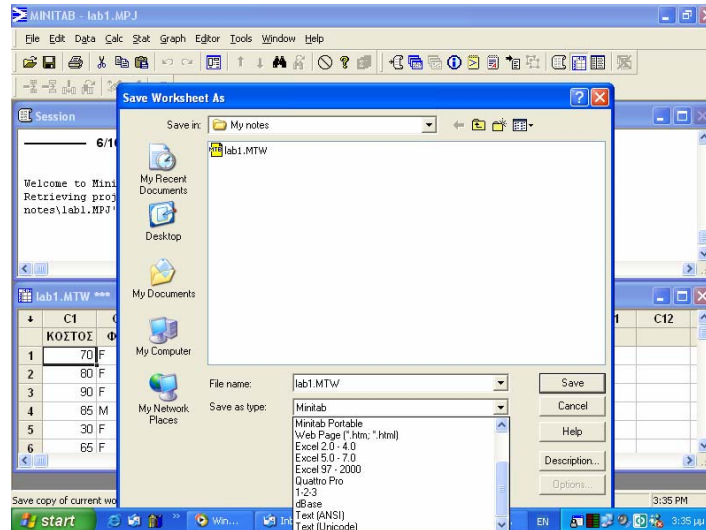 MINITAB - lab1.MPJ
File Edit Data Calc Stat Graph Editor Tools Window Help
Session
6/1
Welcome to Mini
Retrieving proj
notes\lab1.MPJ'
Save Worksheet As
Save in: My notes
lab1.MTW
My Recent Documents
Desktop
My Documents
My Computer
My Network Places
File name: lab1.MTW Save
Save as type: Minitab Cancel
Help
Description...
Options...
Minitab Portable
Web Page (*.htm; *.html)
Excel 2.0 - 4.0
Excel 5.0 - 7.0
Excel 97 - 2000
Quattro Pro
1-2-3
dBase
Text (ANSI)
Text (Unicode)
lab1.MTW ***
C1 C12
ΚΟΣΤΟΣ Φ
1 70 F
2 80 F
3 90 F
4 85 M
5 30 F
6 65 F
Save copy of current wo 3:35 PM
start Win... Int EN 3:35 μμ